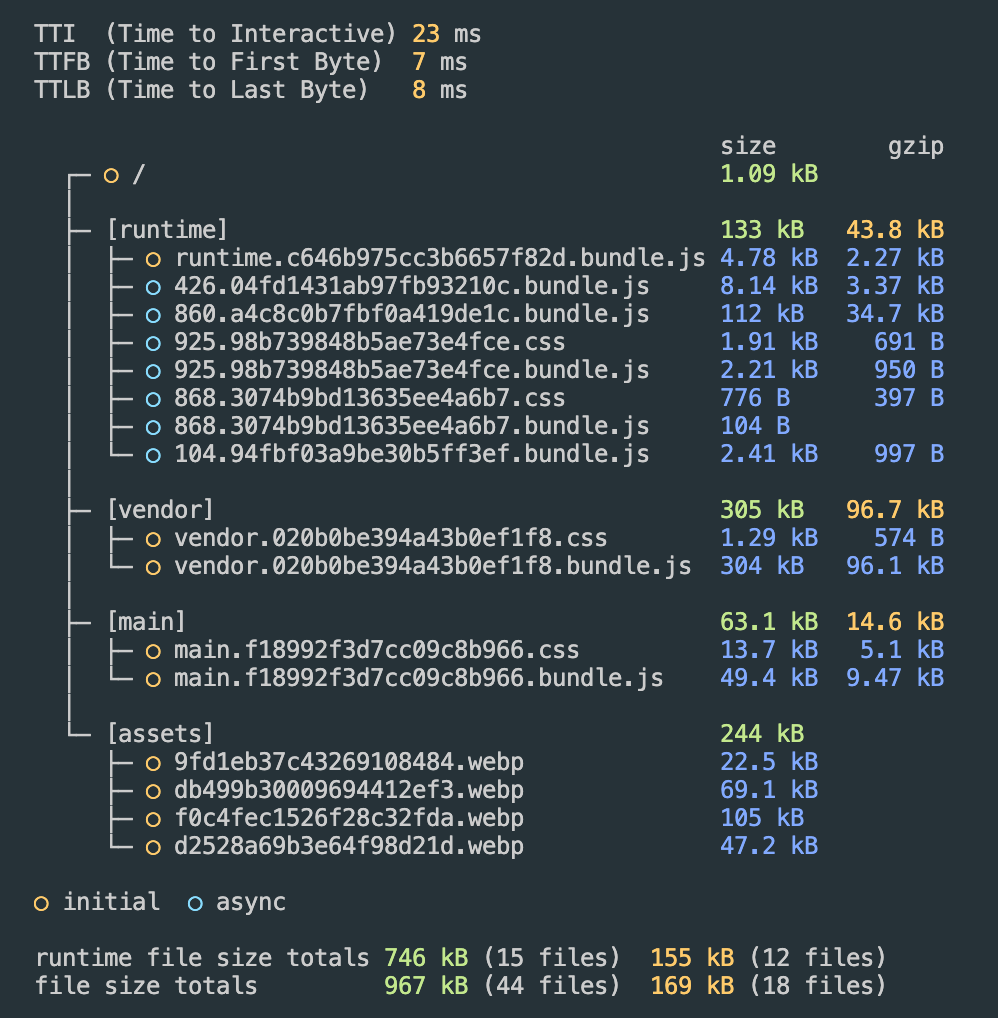 TTI  (Time to Interactive) 23 ms
TTFB (Time to First Byte)  7 ms
TTLB (Time to Last Byte)   8 ms
size gzip
/ 1.09 kB
[runtime] 133 kB 43.8 kB
runtime.c646b975cc3b6657f82d.bundle.js 4.78 kB 2.27 kB
426.04fd1431ab97fb93210c.bundle.js 8.14 kB 3.37 kB
860.a4c8c0b7fbf0a419de1c.bundle.js 112 kB 34.7 kB
925.98b739848b5ae73e4fce.css 1.91 kB 691 B
925.98b739848b5ae73e4fce.bundle.js 2.21 kB 950 B
868.3074b9bd13635ee4a6b7.css 776 B 397 B
868.3074b9bd13635ee4a6b7.bundle.js 104 B
104.94fbf03a9be30b5ff3ef.bundle.js 2.41 kB 997 B
[vendor] 305 kB 96.7 kB
vendor.020b0be394a43b0ef1f8.css 1.29 kB 574 B
vendor.020b0be394a43b0ef1f8.bundle.js 304 kB 96.1 kB
[main] 63.1 kB 14.6 kB
main.f18992f3d7cc09c8b966.css 13.7 kB 5.1 kB
main.f18992f3d7cc09c8b966.bundle.js 49.4 kB 9.47 kB
[assets] 244 kB
9fd1eb37c43269108484.webp 22.5 kB
db499b30009694412ef3.webp 69.1 kB
f0c4fec1526f28c32fda.webp 105 kB
d2528a69b3e64f98d21d.webp 47.2 kB
initial async
runtime file size totals 746 kB (15 files) 155 kB (12 files)
file size totals 967 kB (44 files) 169 kB (18 files)